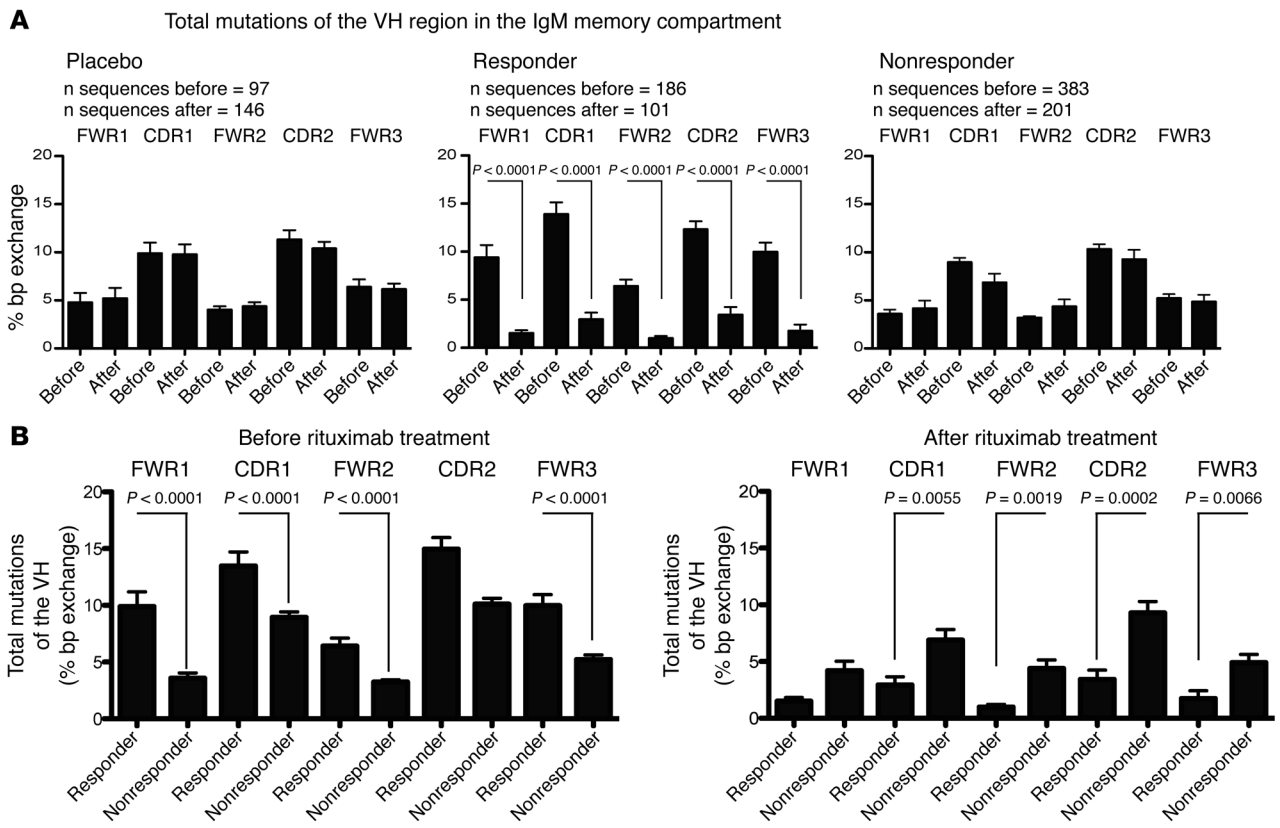 A
Total mutations of the VH region in the IgM memory compartment
Placebo
n sequences before = 97
n sequences after = 146
FWR1 CDR1 FWR2 CDR2 FWR3
20
15
10
5
0
% bp exchange
Before After Before After Before After Before After Before After
Responder
n sequences before = 186
n sequences after = 101
FWR1 CDR1 FWR2 CDR2 FWR3
P < 0.0001 P < 0.0001 P < 0.0001 P < 0.0001 P < 0.0001
20
15
10
5
0
Before After Before After Before After Before After Before After
Nonresponder
n sequences before = 383
n sequences after = 201
FWR1 CDR1 FWR2 CDR2 FWR3
20
15
10
5
0
Before After Before After Before After Before After Before After
B
Before rituximab treatment
FWR1 CDR1 FWR2 CDR2 FWR3
P < 0.0001 P < 0.0001 P < 0.0001 P < 0.0001
20
15
10
5
0
Total mutations
of the VH
(% bp exchange)
Responder Nonresponder Responder Nonresponder Responder Nonresponder Responder Nonresponder Responder Nonresponder
After rituximab treatment
FWR1 CDR1 FWR2 CDR2 FWR3
P = 0.0055 P = 0.0019 P = 0.0002 P = 0.0066
20
15
10
5
0
Total mutations
of the VH
(% bp exchange)
Responder Nonresponder Responder Nonresponder Responder Nonresponder Responder Nonresponder Responder Nonresponder